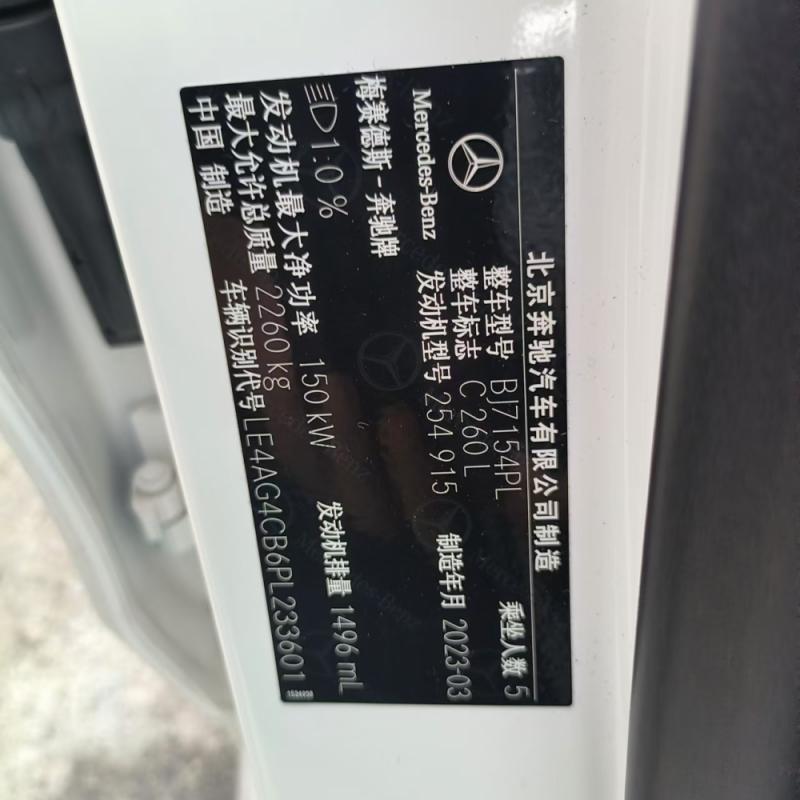 北京奔驰汽车有限公司制造
Mercedes-Benz
梅赛德斯－奔驰牌
整车型号 BJ7154PL 乘坐人数 5
整车标志 C 260 L
发动机型号 254 915 制造年月 2023-03
1.0 %
发动机最大净功率 150 kW 发动机排量 1496 mL
最大允许总质量 2260 kg
中国 制造 车辆识别代号 LE4AG4CB6PL233601